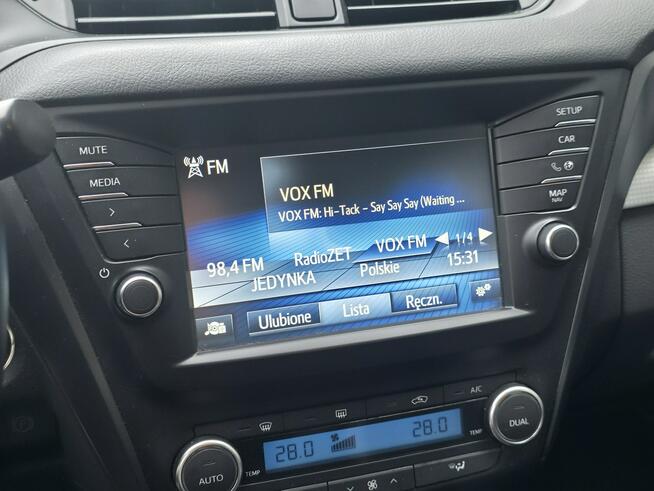 MUTE
MEDIA
SETUP
CAR
MAP
NAV
FM
VOX FM
VOX FM: Hi-Tack – Say Say Say (Waiting ...
98,4 FM RadioZET VOX FM 1/4
JEDYNKA Polskie 15:31
Ulubione Lista Ręczn.
A/C
28.0 28.0
TEMP TEMP
AUTO DUAL